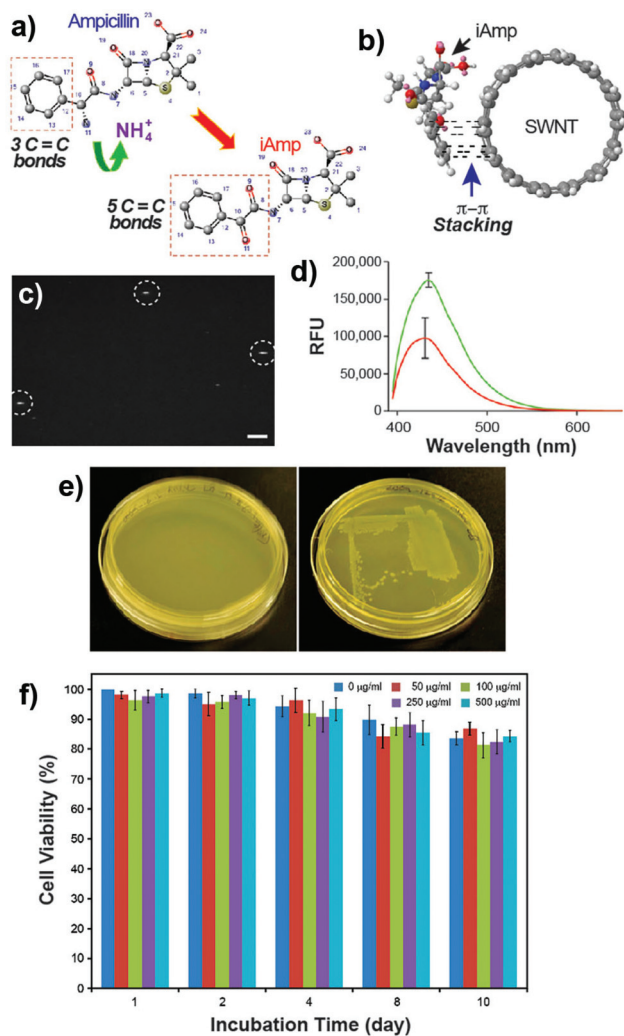 a)
Ampicillin
3 C = C
bonds
NH₄⁺
iAmp
5 C = C
bonds
b)
iAmp
SWNT
π–π
Stacking
c)
d)
200,000
150,000
100,000
50,000
0
RFU
400
500
600
Wavelength (nm)
e)
f)
0 µg/ml
50 µg/ml
100 µg/ml
250 µg/ml
500 µg/ml
100
90
80
70
60
50
40
30
20
10
0
Cell Viability (%)
1
2
4
8
10
Incubation Time (day)